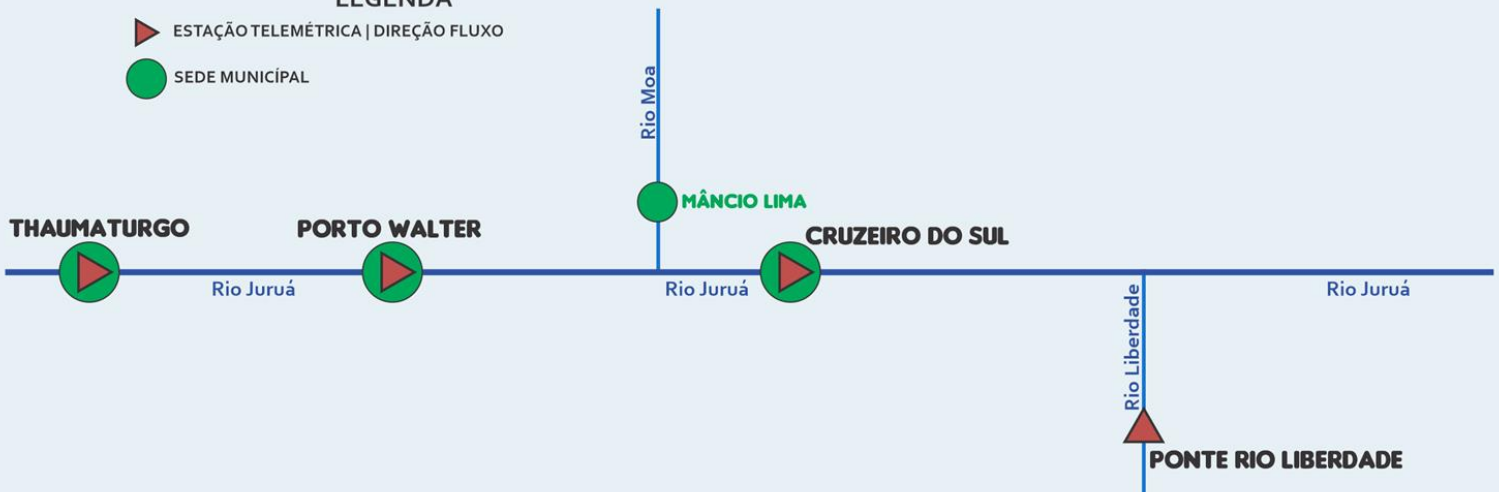 LEGENDA
ESTAÇÃO TELEMÉTRICA | DIREÇÃO FLUXO
SEDE MUNICÍPAL
Rio Moa
MÂNCIO LIMA
THAUMATURGO
PORTO WALTER
CRUZEIRO DO SUL
Rio Juruá
Rio Juruá
Rio Juruá
Rio Liberdade
PONTE RIO LIBERDADE